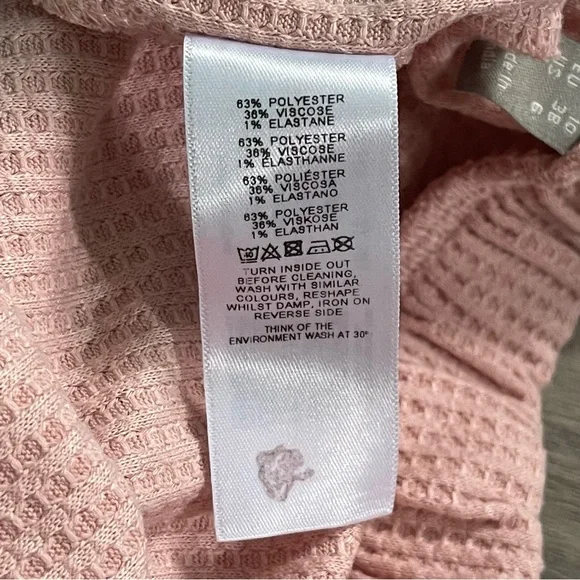 63% POLYESTER
36% VISCOSE
1% ELASTANE
63% POLYESTER
36% VISCOSE
1% ELASTHANNE
63% POLIÉSTER
36% VISCOSA
1% ELASTANO
63% POLYESTER
36% VISKOSE
1% ELASTHAN
40
TURN INSIDE OUT
BEFORE CLEANING,
WASH WITH SIMILAR
COLOURS, RESHAPE
WHILST DAMP, IRON ON
REVERSE SIDE
THINK OF THE
ENVIRONMENT WASH AT 30°
10
EU 38
US 6